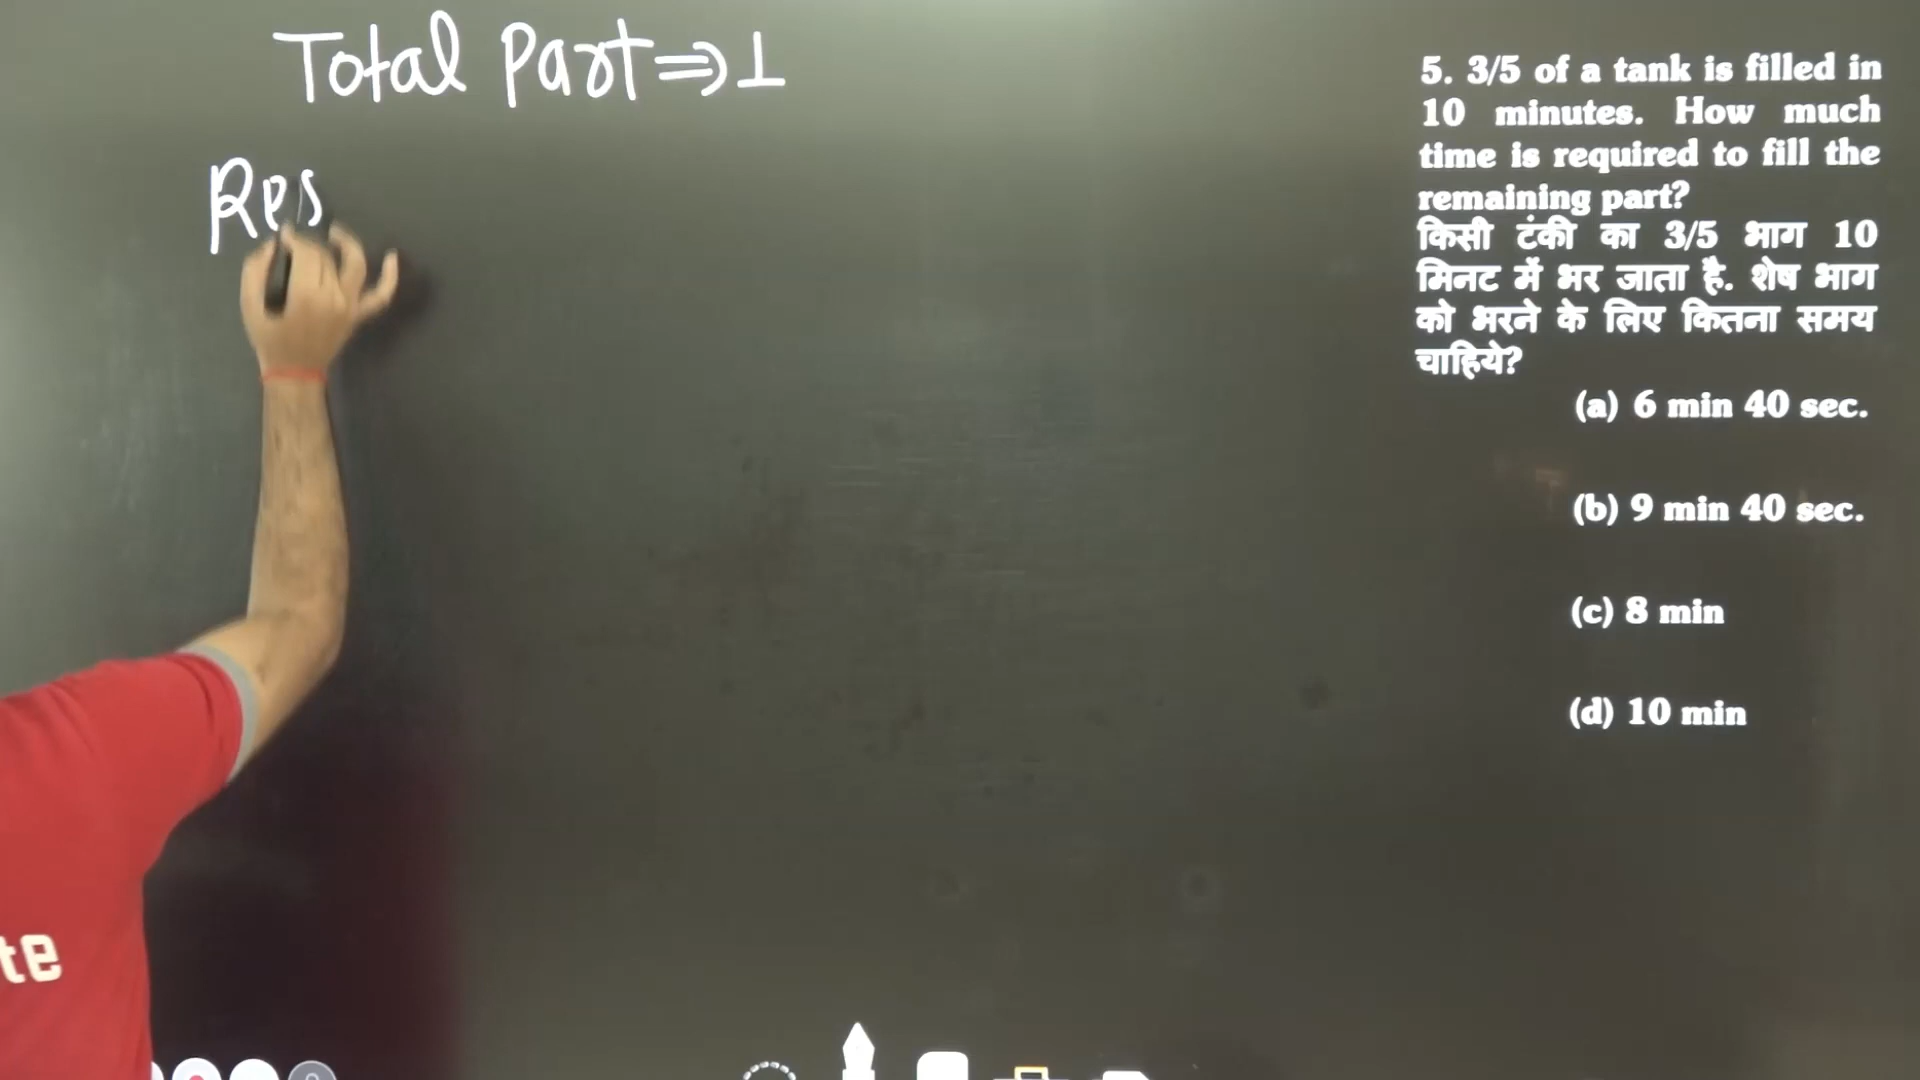 Total Part ⇒ 1
Res
5. 3/5 of a tank is filled in
10 minutes. How much
time is required to fill the
remaining part?
किसी टंकी का 3/5 भाग 10
मिनट में भर जाता है. शेष भाग
को भरने के लिए कितना समय
चाहिये?
(a) 6 min 40 sec.
(b) 9 min 40 sec.
(c) 8 min
(d) 10 min
te